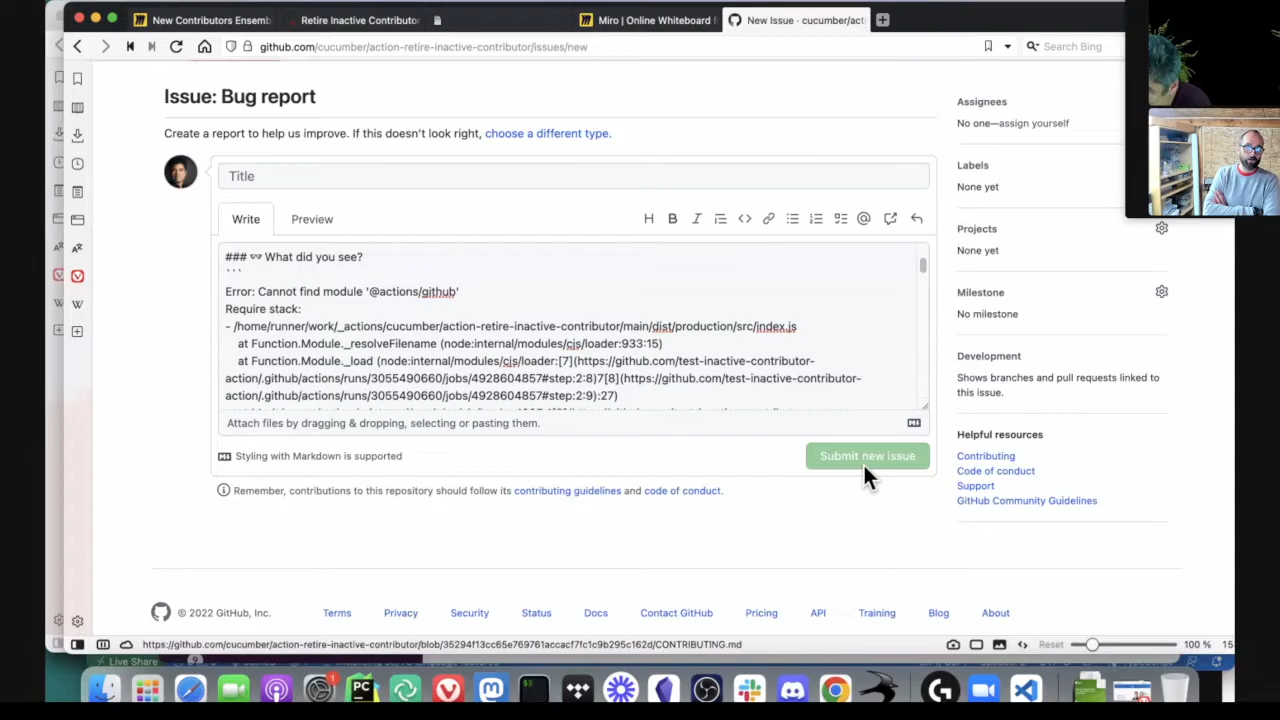 New Contributors Ensemb
Retire Inactive Contributor
Miro | Online Whiteboard f
New Issue · cucumber/acti
github.com/cucumber/action-retire-inactive-contributor/issues/new
Search Bing
Issue: Bug report
Create a report to help us improve. If this doesn't look right, choose a different type.
Title
Write
Preview
### 👓 What did you see?
```
Error: Cannot find module '@actions/github'
Require stack:
- /home/runner/work/_actions/cucumber/action-retire-inactive-contributor/main/dist/production/src/index.js
at Function.Module._resolveFilename (node:internal/modules/cjs/loader:933:15)
at Function.Module._load (node:internal/modules/cjs/loader:[7](https://github.com/test-inactive-contributor-
action/.github/actions/runs/3055490660/jobs/4928604857#step:2:8)7[8](https://github.com/test-inactive-contributor-
action/.github/actions/runs/3055490660/jobs/4928604857#step:2:9):27)
Attach files by dragging & dropping, selecting or pasting them.
Styling with Markdown is supported
Submit new issue
Remember, contributions to this repository should follow its contributing guidelines and code of conduct.
Assignees
No one—assign yourself
Labels
None yet
Projects
None yet
Milestone
No milestone
Development
Shows branches and pull requests linked to
this issue.
Helpful resources
Contributing
Code of conduct
Support
GitHub Community Guidelines
© 2022 GitHub, Inc.
Terms
Privacy
Security
Status
Docs
Contact GitHub
Pricing
API
Training
Blog
About
https://github.com/cucumber/action-retire-inactive-contributor/blob/35294f13cc65e769761accacf7fc1c9b295c162d/CONTRIBUTING.md
Reset
100 %
15
Live Share
PC
1